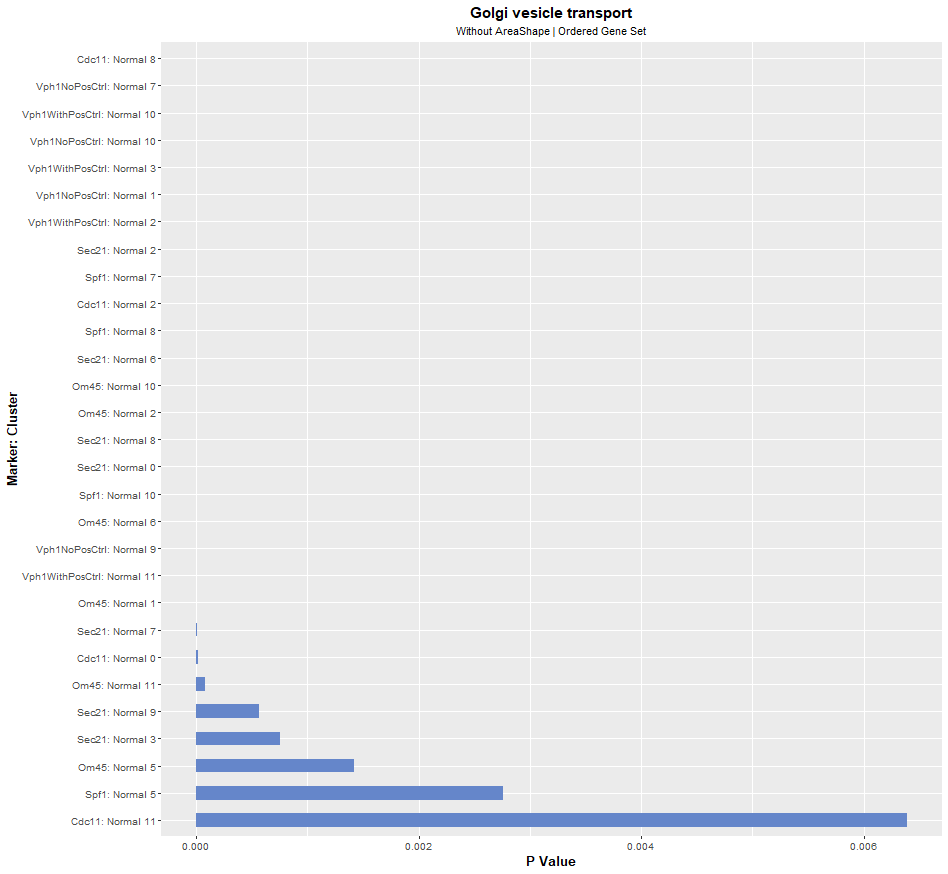 Golgi vesicle transport
Without AreaShape | Ordered Gene Set
Marker: Cluster
Cdc11: Normal 8
Vph1NoPosCtrl: Normal 7
Vph1WithPosCtrl: Normal 10
Vph1NoPosCtrl: Normal 10
Vph1WithPosCtrl: Normal 3
Vph1NoPosCtrl: Normal 1
Vph1WithPosCtrl: Normal 2
Sec21: Normal 2
Spf1: Normal 7
Cdc11: Normal 2
Spf1: Normal 8
Sec21: Normal 6
Om45: Normal 10
Om45: Normal 2
Sec21: Normal 8
Sec21: Normal 0
Spf1: Normal 10
Om45: Normal 6
Vph1NoPosCtrl: Normal 9
Vph1WithPosCtrl: Normal 11
Om45: Normal 1
Sec21: Normal 7
Cdc11: Normal 0
Om45: Normal 11
Sec21: Normal 9
Sec21: Normal 3
Om45: Normal 5
Spf1: Normal 5
Cdc11: Normal 11
0.000 0.002 0.004 0.006
P Value